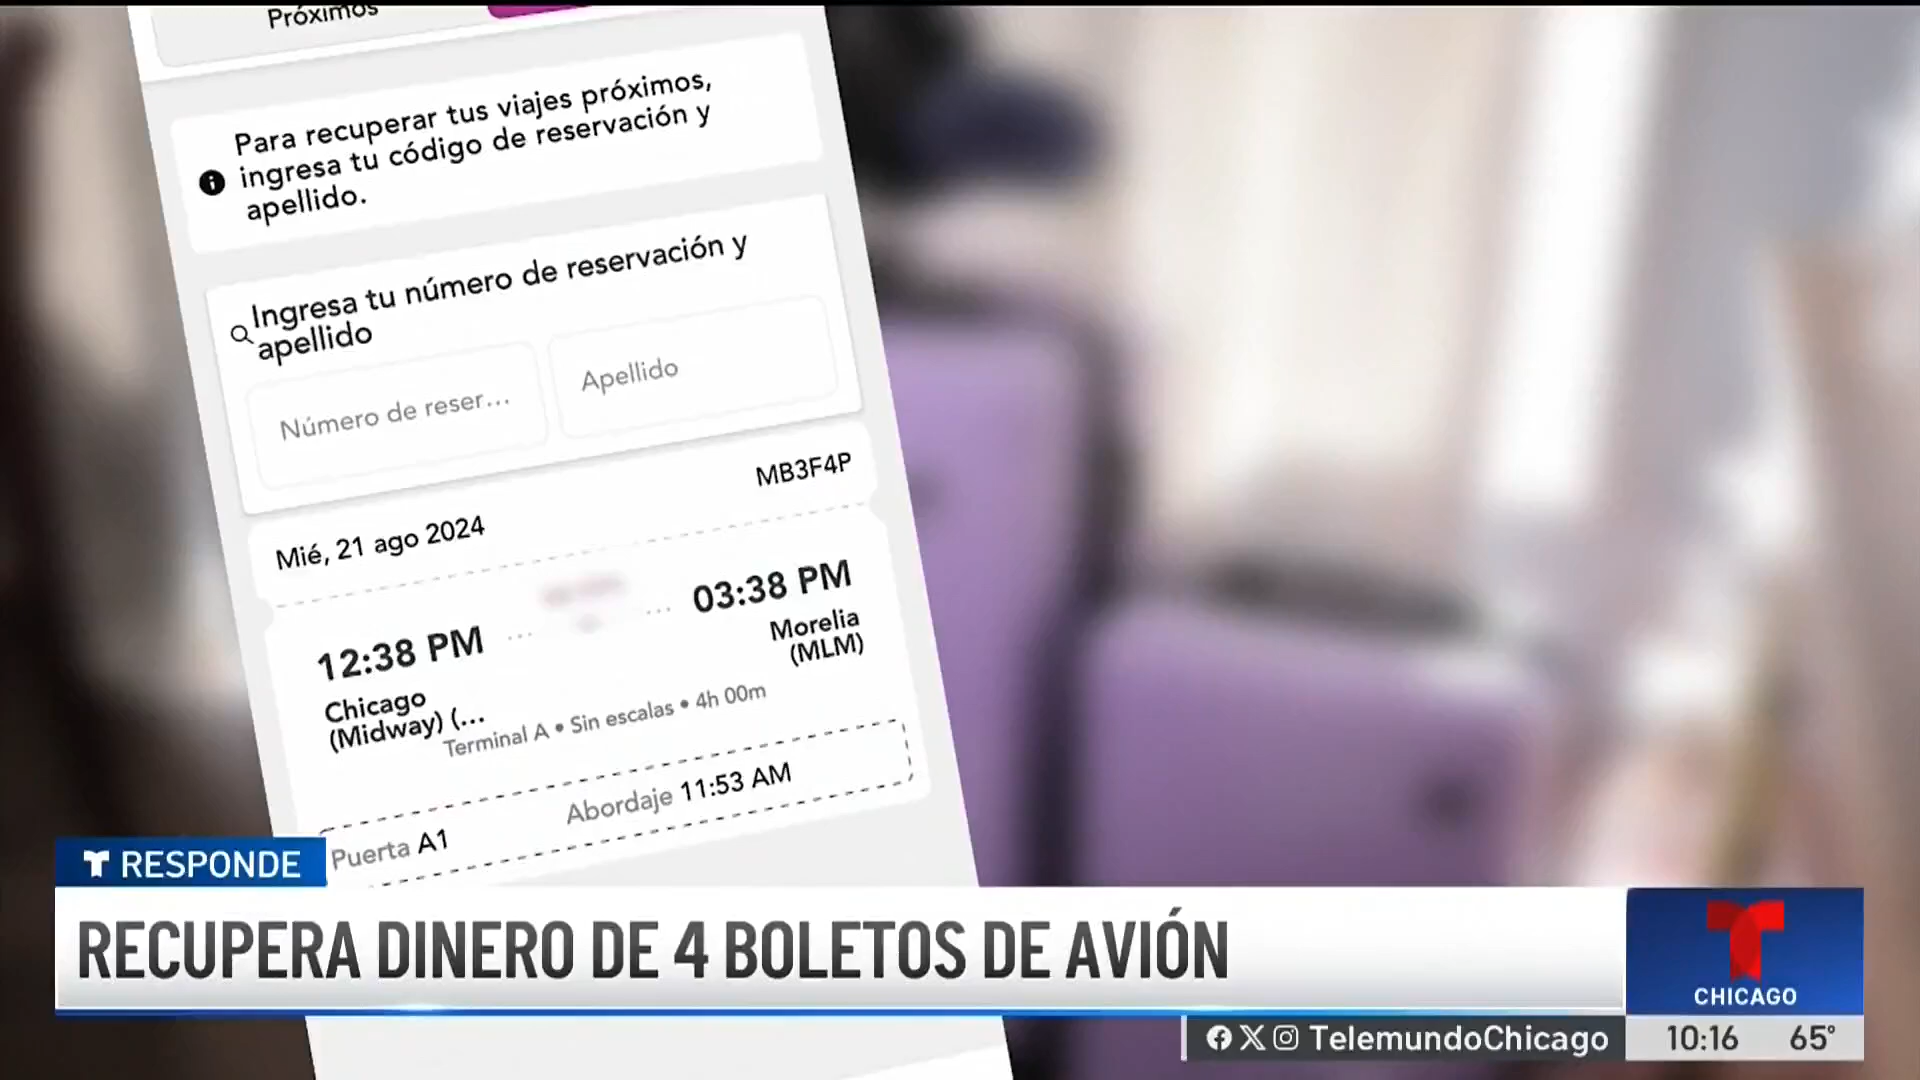 Próximos
Para recuperar tus viajes próximos,
ingresa tu código de reservación y
apellido.
Ingresa tu número de reservación y
apellido
Número de reser...
Apellido
MB3F4P
Mié, 21 ago 2024
12:38 PM
03:38 PM
Chicago
(Midway) (...
Morelia
(MLM)
Terminal A • Sin escalas • 4h 00m
Puerta A1
Abordaje 11:53 AM
RESPONDE
RECUPERA DINERO DE 4 BOLETOS DE AVIÓN
CHICAGO
TelemundoChicago
10:16 65°